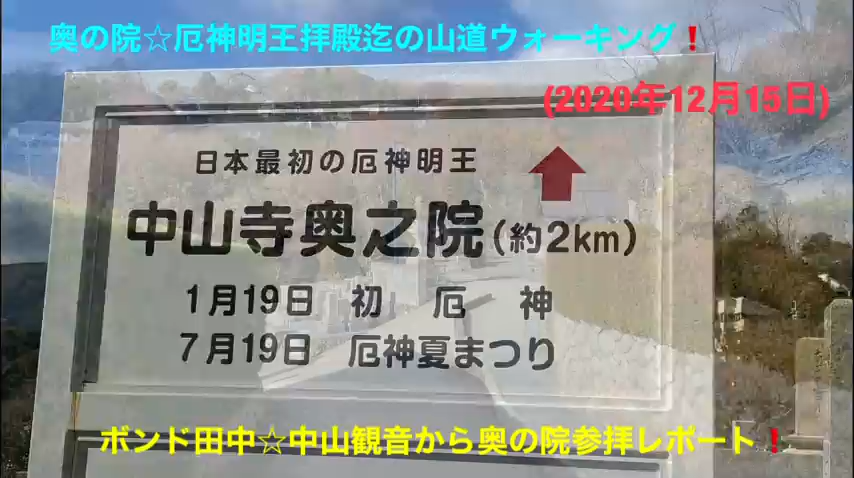 奥の院☆厄神明王拝殿迄の山道ウォーキング❗
(2020年12月15日)
日本最初の厄神明王
中山寺奥之院(約2km)
1月19日 初 厄 神
7月19日 厄神夏まつり
ボンド田中☆中山観音から奥の院参拝レポート❗